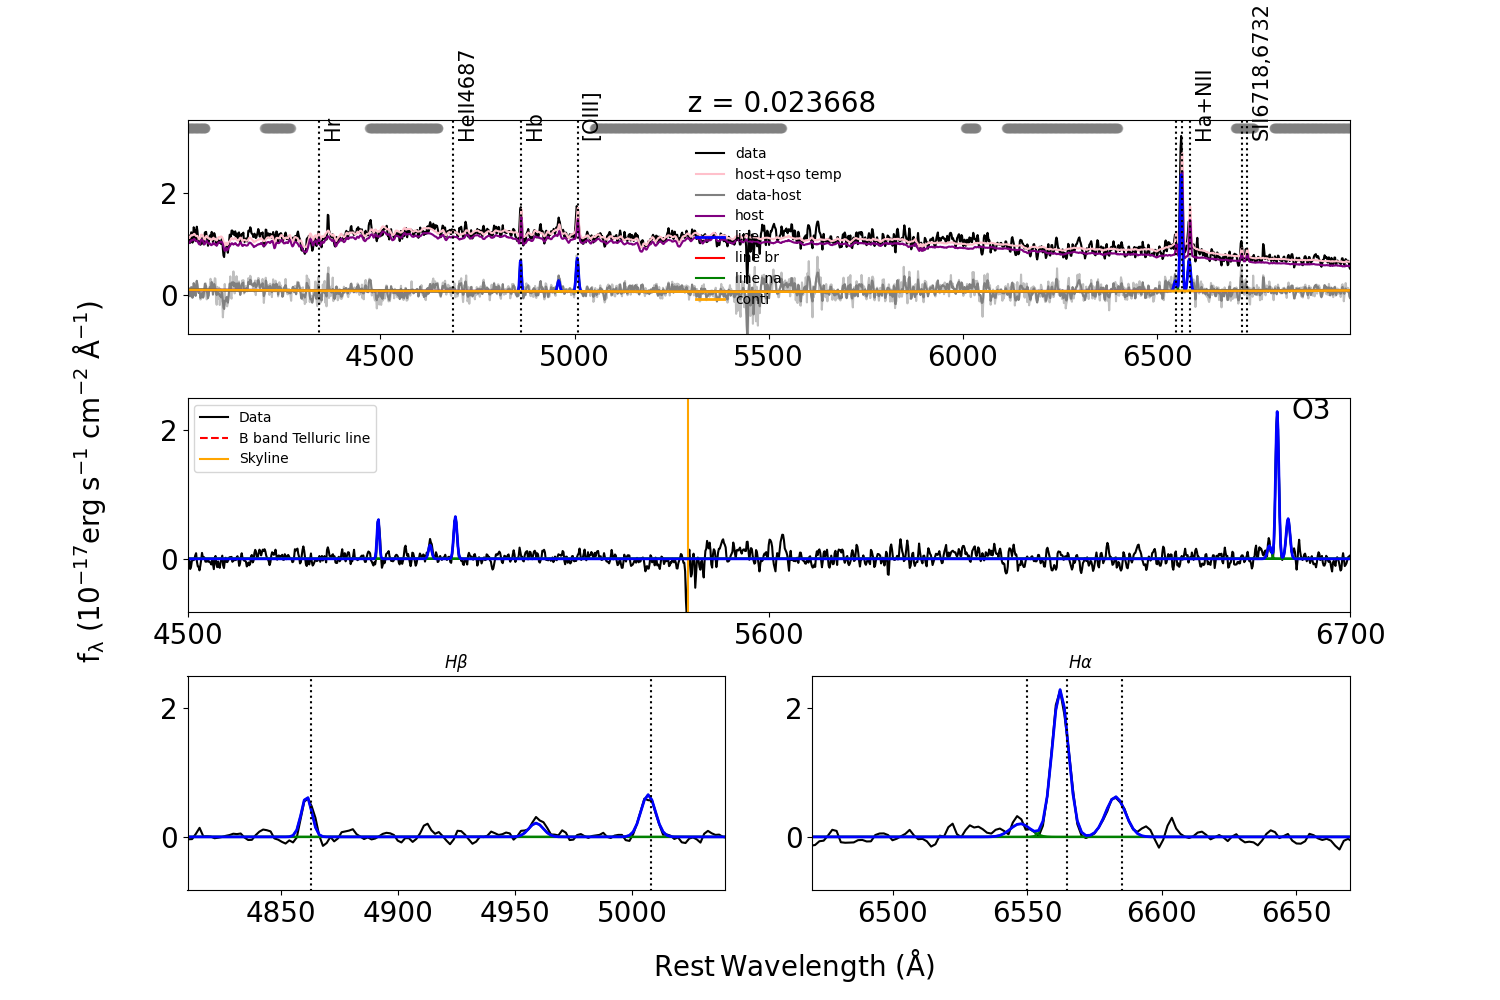 z = 0.023668
Hr
HeII4687
Hb
[OIII]
Ha+NII
SII6718,6732
data
host+qso temp
data-host
host
line
line br
line na
conti
2
0
4500
5000
5500
6000
6500
fλ (10−17erg s−1 cm−2 Å−1)
Data
B band Telluric line
Skyline
O3
2
0
4500
5600
6700
Hβ
2
0
4850
4900
4950
5000
Hα
2
0
6500
6550
6600
6650
Rest Wavelength (Å)